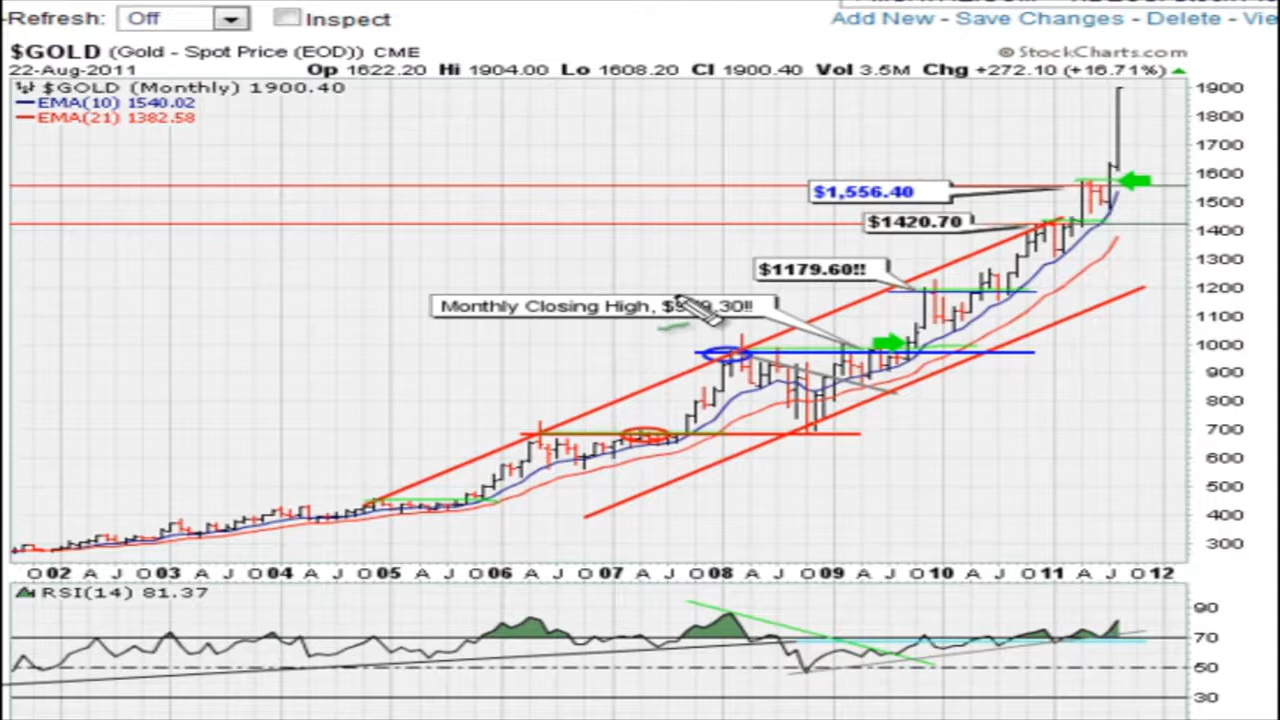 -Refresh: Off Inspect
Add New - Save Changes - Delete - Vie
$GOLD (Gold - Spot Price (EOD)) CME
© StockCharts.com
22-Aug-2011 Op 1622.20 Hi 1904.00 Lo 1608.20 Cl 1900.40 Vol 3.5M Chg +272.10 (+16.71%)
$GOLD (Monthly) 1900.40
EMA(10) 1540.02
EMA(21) 1382.58
1900
1800
1700
1600
1500
1400
1300
1200
1100
1000
900
800
700
600
500
400
300
$1,556.40
$1420.70
$1179.60!!
Monthly Closing High,
O 02 A J O 03 A J O 04 A J O 05 A J O 06 A J O 07 A J O 08 A J O 09 A J O 10 A J O 11 A J O 12
RSI(14) 81.37
90
70
50
30